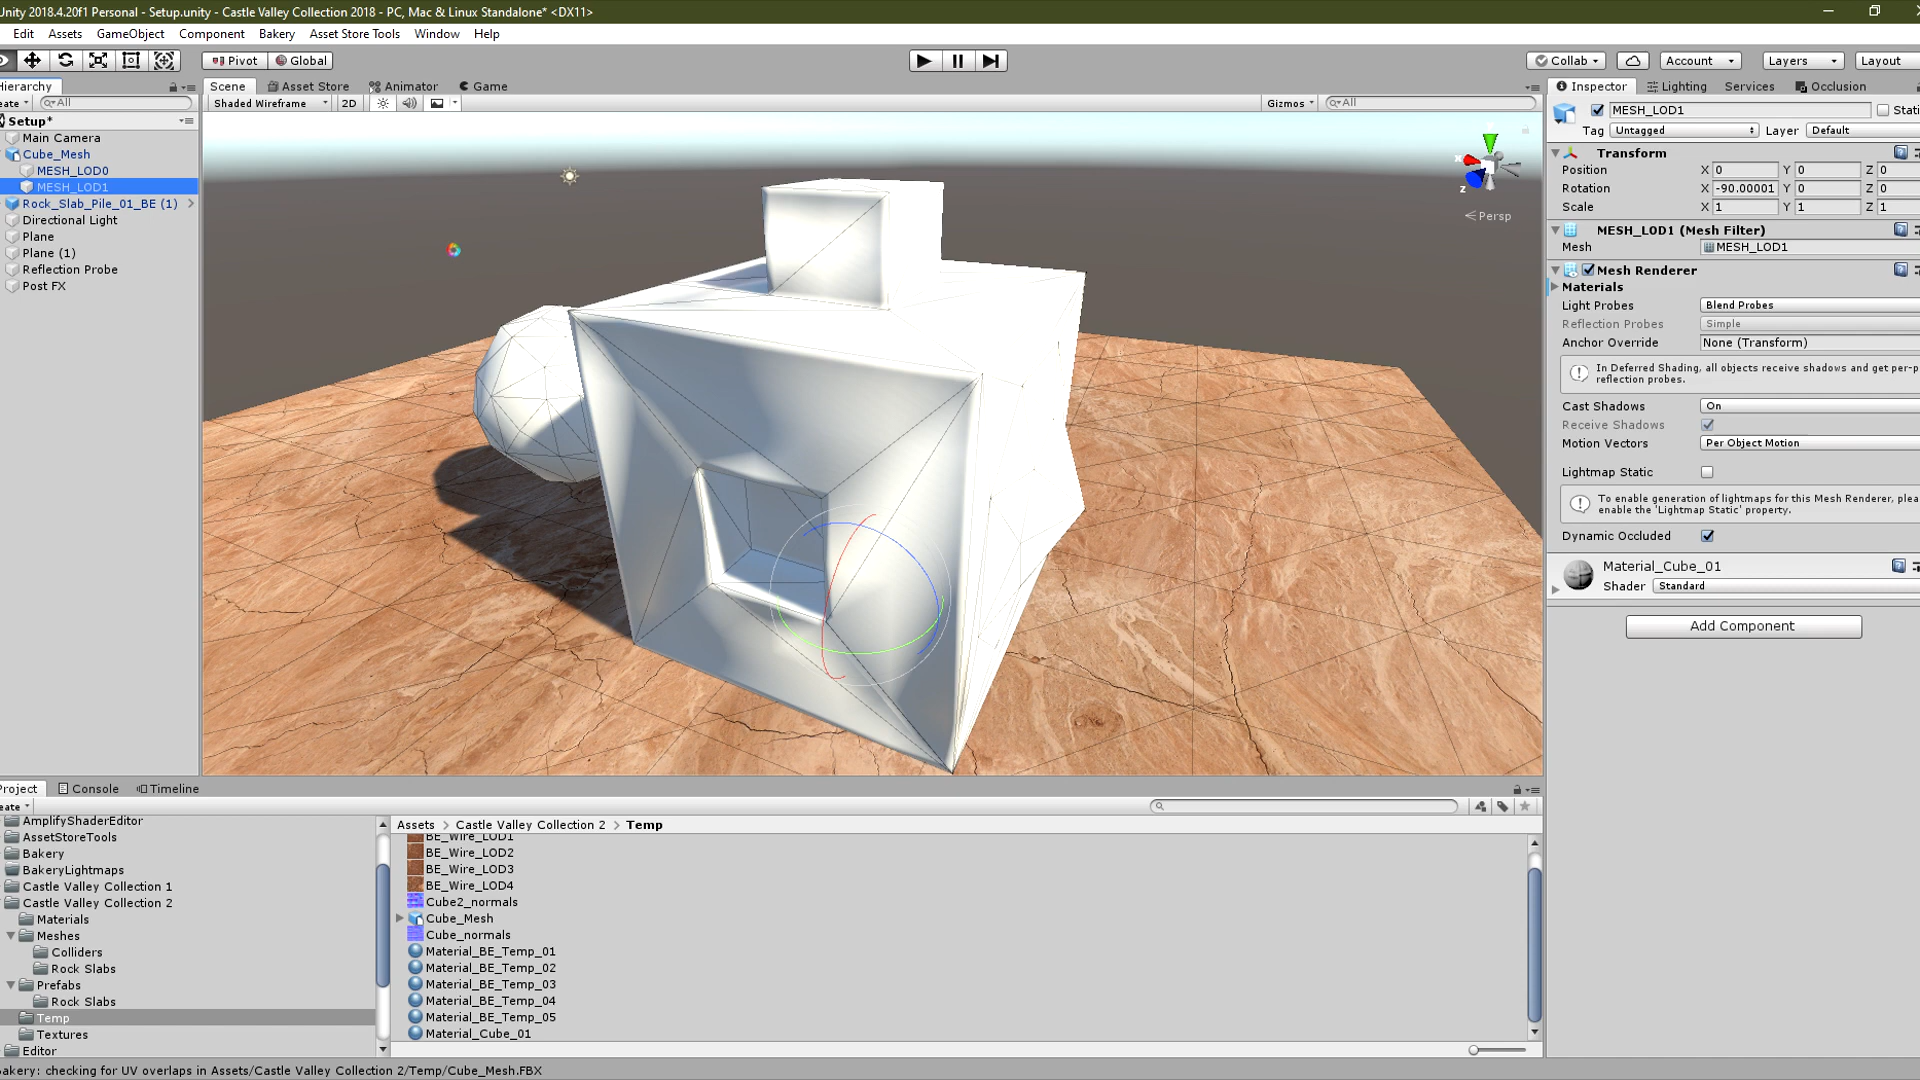 Unity 2018.4.20f1 Personal - Setup.unity - Castle Valley Collection 2018 - PC, Mac & Linux Standalone* <DX11>
Edit Assets GameObject Component Bakery Asset Store Tools Window Help
Pivot Global Collab Account Layers Layout
Hierarchy Scene Asset Store Animator Game Inspector Lighting Services Occlusion
eate All Shaded Wireframe 2D Gizmos All
MESH_LOD1 Stati
Setup*
Tag Untagged Layer Default
Main Camera
Cube_Mesh
MESH_LOD0
MESH_LOD1
Rock_Slab_Pile_01_BE (1)
Directional Light
Plane
Plane (1)
Reflection Probe
Post FX
x
z
Persp
Transform
Position X 0 Y 0 Z 0
Rotation X -90.00001 Y 0 Z 0
Scale X 1 Y 1 Z 1
MESH_LOD1 (Mesh Filter)
Mesh MESH_LOD1
Mesh Renderer
Materials
Light Probes Blend Probes
Reflection Probes Simple
Anchor Override None (Transform)
In Deferred Shading, all objects receive shadows and get per-p
reflection probes.
Cast Shadows On
Receive Shadows
Motion Vectors Per Object Motion
Lightmap Static
To enable generation of lightmaps for this Mesh Renderer, plea
enable the 'Lightmap Static' property.
Dynamic Occluded
Material_Cube_01
Shader Standard
Add Component
Project Console Timeline
eate
AmplifyShaderEditor
AssetStoreTools
Bakery
BakeryLightmaps
Castle Valley Collection 1
Castle Valley Collection 2
Materials
Meshes
Colliders
Rock Slabs
Prefabs
Rock Slabs
Temp
Textures
Editor
Assets > Castle Valley Collection 2 > Temp
BE_Wire_LOD1
BE_Wire_LOD2
BE_Wire_LOD3
BE_Wire_LOD4
Cube2_normals
Cube_Mesh
Cube_normals
Material_BE_Temp_01
Material_BE_Temp_02
Material_BE_Temp_03
Material_BE_Temp_04
Material_BE_Temp_05
Material_Cube_01
Bakery: checking for UV overlaps in Assets/Castle Valley Collection 2/Temp/Cube_Mesh.FBX